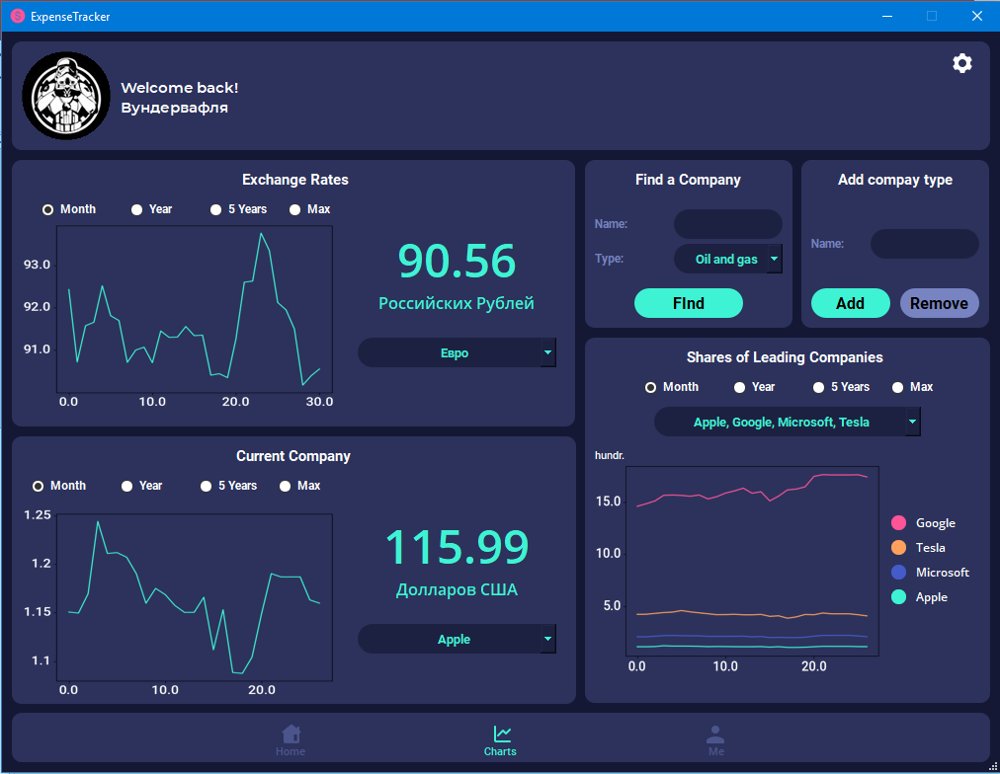 ExpenseTracker
Welcome back!
Вундервафля
Exchange Rates
Month Year 5 Years Max
93.0
92.0
91.0
0.0 10.0 20.0 30.0
90.56
Российских Рублей
Евро
Find a Company
Name:
Type: Oil and gas
FInd
Add compay type
Name:
Add Remove
Current Company
Month Year 5 Years Max
1.25
1.2
1.15
1.1
0.0 10.0 20.0
115.99
Долларов США
Apple
Shares of Leading Companies
Month Year 5 Years Max
Apple, Google, Microsoft, Tesla
hundr.
15.0
10.0
5.0
0.0 10.0 20.0
Google
Tesla
Microsoft
Apple
Home Charts Me